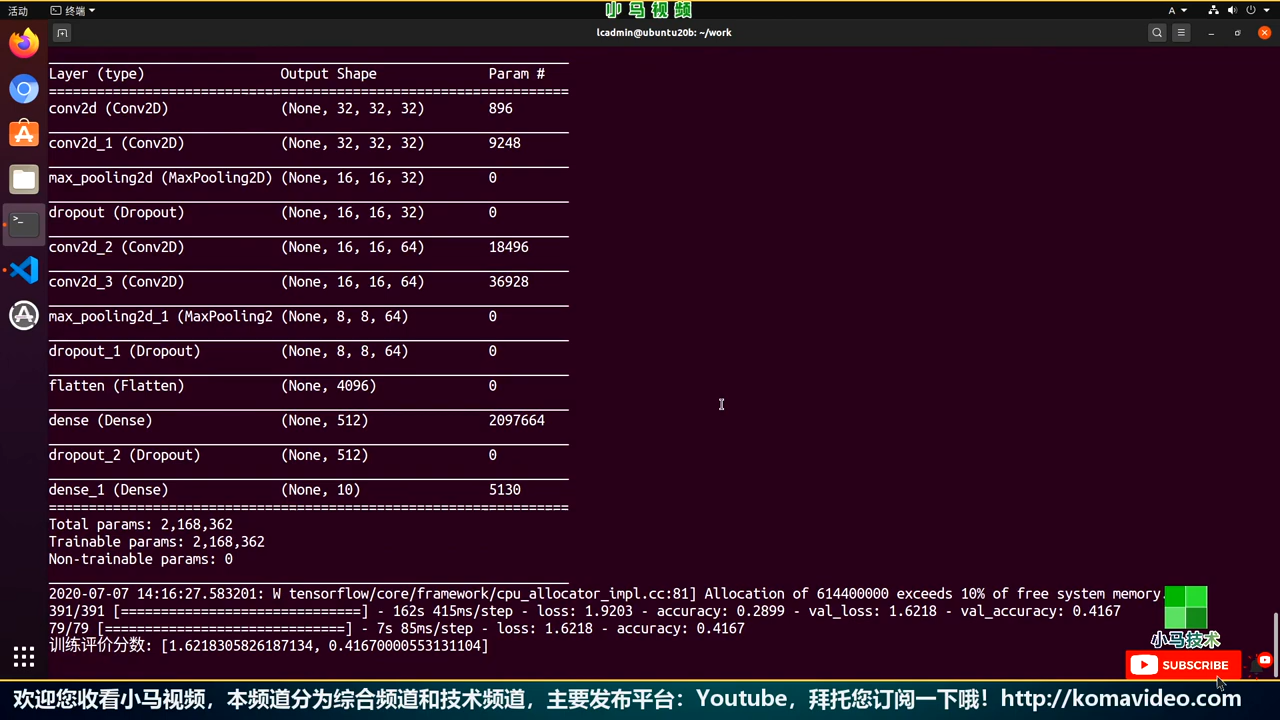 活动 终端 小马视频 A
lcadmin@ubuntu20b: ~/work
Layer (type) Output Shape Param #
=================================================================
conv2d (Conv2D) (None, 32, 32, 32) 896
conv2d_1 (Conv2D) (None, 32, 32, 32) 9248
max_pooling2d (MaxPooling2D) (None, 16, 16, 32) 0
dropout (Dropout) (None, 16, 16, 32) 0
conv2d_2 (Conv2D) (None, 16, 16, 64) 18496
conv2d_3 (Conv2D) (None, 16, 16, 64) 36928
max_pooling2d_1 (MaxPooling2 (None, 8, 8, 64) 0
dropout_1 (Dropout) (None, 8, 8, 64) 0
flatten (Flatten) (None, 4096) 0
dense (Dense) (None, 512) 2097664
dropout_2 (Dropout) (None, 512) 0
dense_1 (Dense) (None, 10) 5130
=================================================================
Total params: 2,168,362
Trainable params: 2,168,362
Non-trainable params: 0
2020-07-07 14:16:27.583201: W tensorflow/core/framework/cpu_allocator_impl.cc:81] Allocation of 614400000 exceeds 10% of free system memory.
391/391 [==============================] - 162s 415ms/step - loss: 1.9203 - accuracy: 0.2899 - val_loss: 1.6218 - val_accuracy: 0.4167
79/79 [==============================] - 7s 85ms/step - loss: 1.6218 - accuracy: 0.4167
训练评价分数: [1.6218305826187134, 0.41670000553131104]
小马技术
SUBSCRIBE
欢迎您收看小马视频，本频道分为综合频道和技术频道，主要发布平台：Youtube，拜托您订阅一下哦！http://komavideo.com